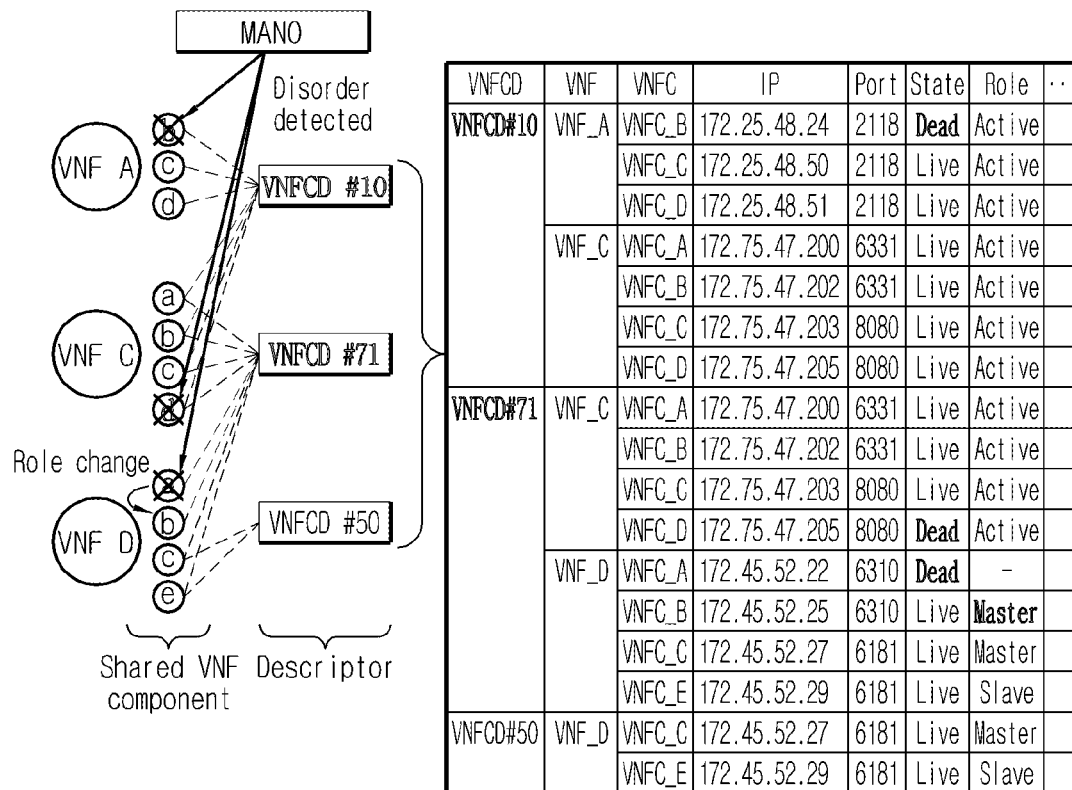 MANO
Disorder
detected
VNF A
b
c
d
VNFCD #10
VNF C
a
b
c
d
VNFCD #71
Role change
VNF D
a
b
c
e
VNFCD #50
Shared VNF
component
Descriptor
VNFCD VNF VNFC IP Port State Role ..
VNFCD#10 VNF_A VNFC_B 172.25.48.24 2118 Dead Active
VNFC_C 172.25.48.50 2118 Live Active
VNFC_D 172.25.48.51 2118 Live Active
VNF_C VNFC_A 172.75.47.200 6331 Live Active
VNFC_B 172.75.47.202 6331 Live Active
VNFC_C 172.75.47.203 8080 Live Active
VNFC_D 172.75.47.205 8080 Live Active
VNFCD#71 VNF_C VNFC_A 172.75.47.200 6331 Live Active
VNFC_B 172.75.47.202 6331 Live Active
VNFC_C 172.75.47.203 8080 Live Active
VNFC_D 172.75.47.205 8080 Dead Active
VNF_D VNFC_A 172.45.52.22 6310 Dead -
VNFC_B 172.45.52.25 6310 Live Master
VNFC_C 172.45.52.27 6181 Live Master
VNFC_E 172.45.52.29 6181 Live Slave
VNFCD#50 VNF_D VNFC_C 172.45.52.27 6181 Live Master
VNFC_E 172.45.52.29 6181 Live Slave